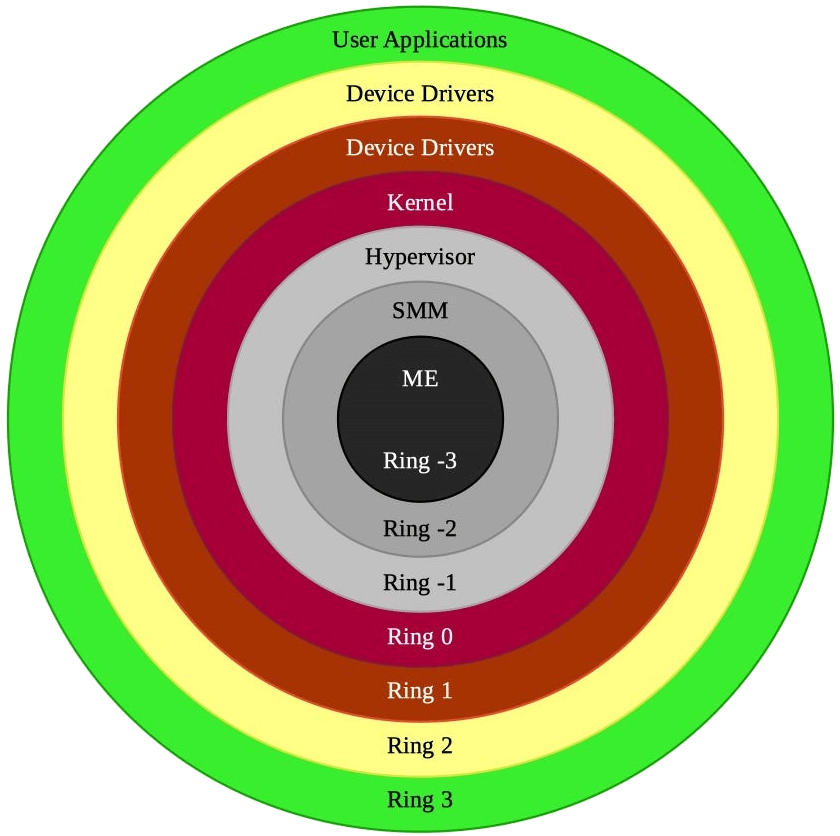 User Applications
Device Drivers
Device Drivers
Kernel
Hypervisor
SMM
ME
Ring -3
Ring -2
Ring -1
Ring 0
Ring 1
Ring 2
Ring 3